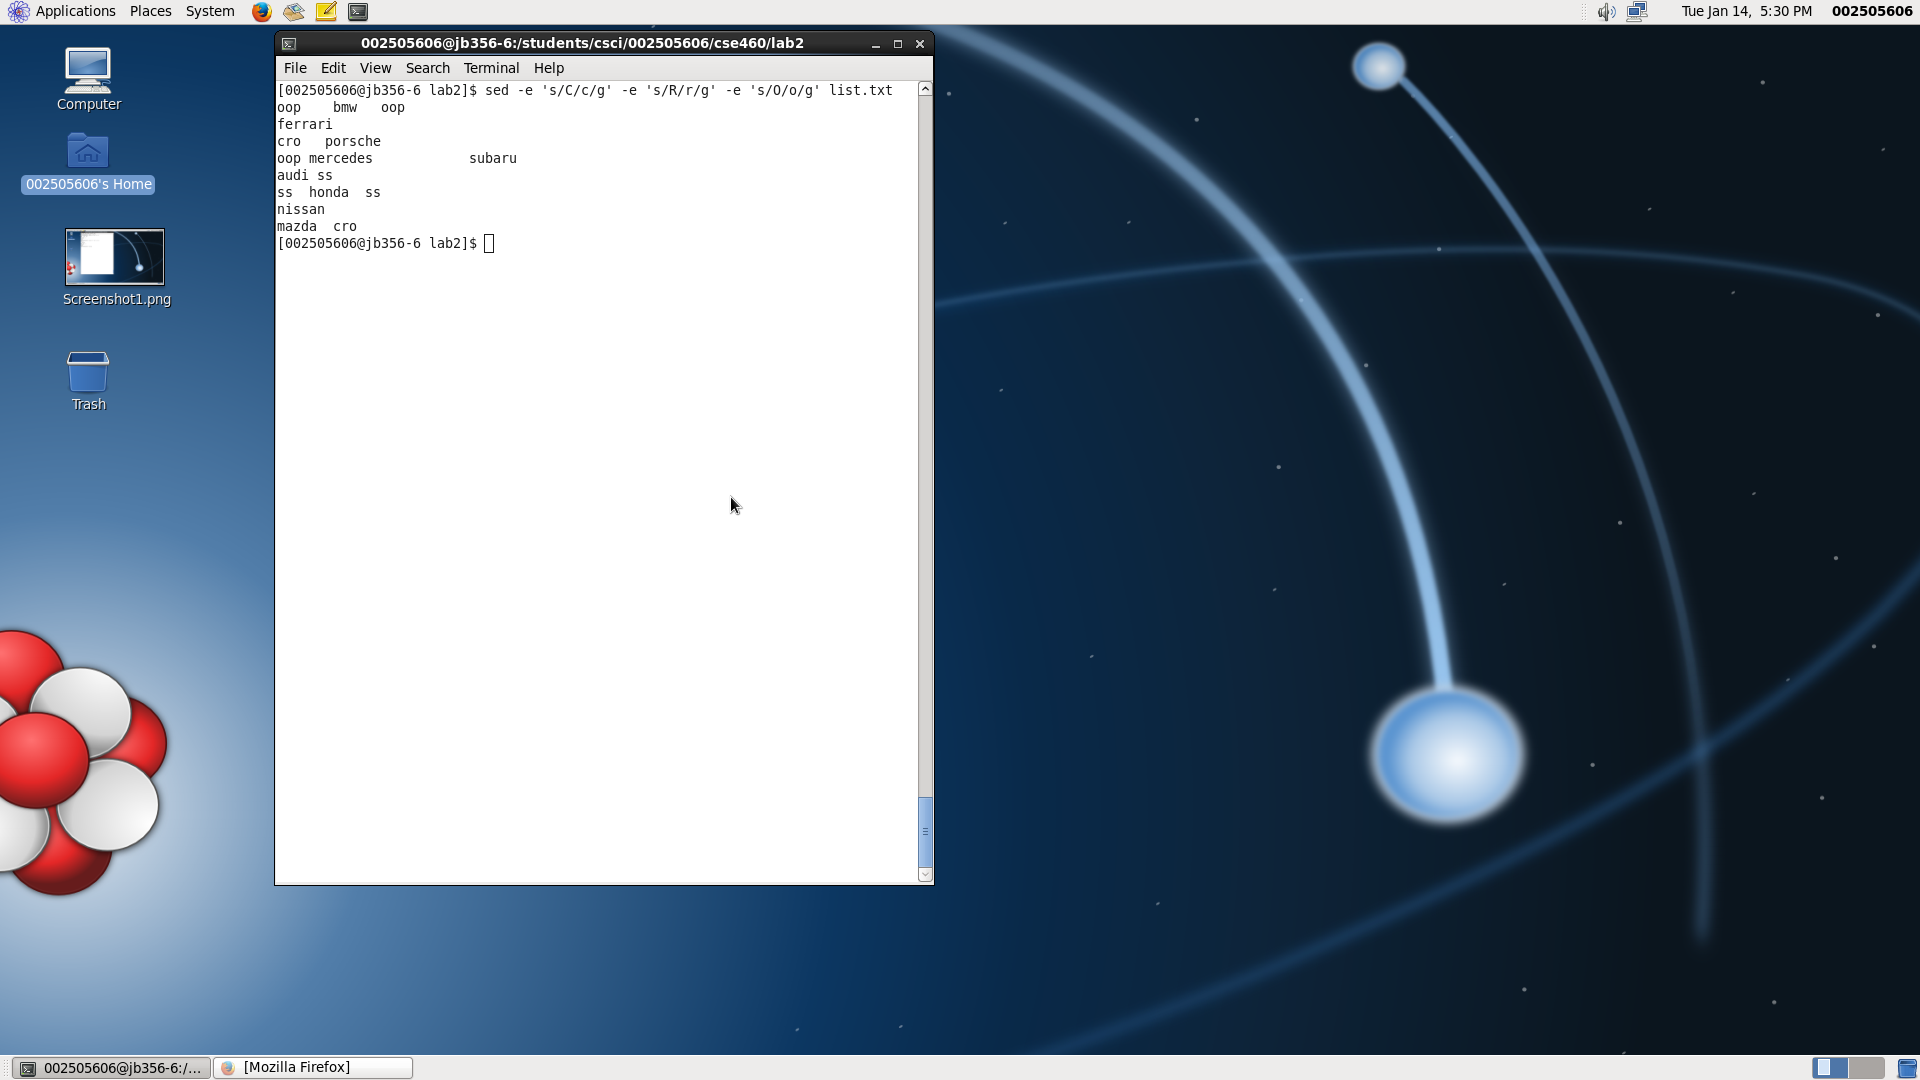 Applications Places System Tue Jan 14, 5:30 PM 002505606
Computer
002505606's Home
Screenshot1.png
Trash
002505606@jb356-6:/students/csci/002505606/cse460/lab2
File Edit View Search Terminal Help
[002505606@jb356-6 lab2]$ sed -e 's/C/c/g' -e 's/R/r/g' -e 's/O/o/g' list.txt
oop    bmw   oop
ferrari
cro   porsche
oop mercedes            subaru
audi ss
ss  honda  ss
nissan
mazda  cro
[002505606@jb356-6 lab2]$
002505606@jb356-6:/... [Mozilla Firefox]